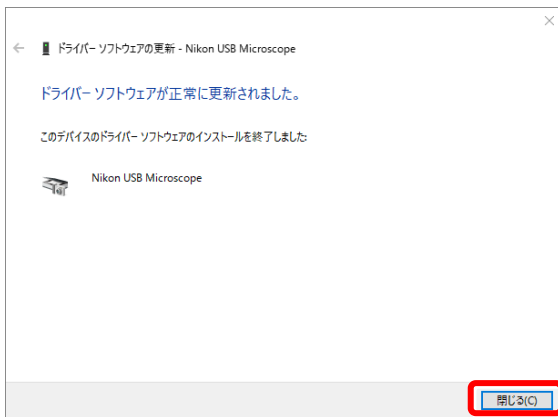 ドライバー ソフトウェアの更新 - Nikon USB Microscope
ドライバー ソフトウェアが正常に更新されました。
このデバイスのドライバー ソフトウェアのインストールを終了しました:
Nikon USB Microscope
閉じる(C)